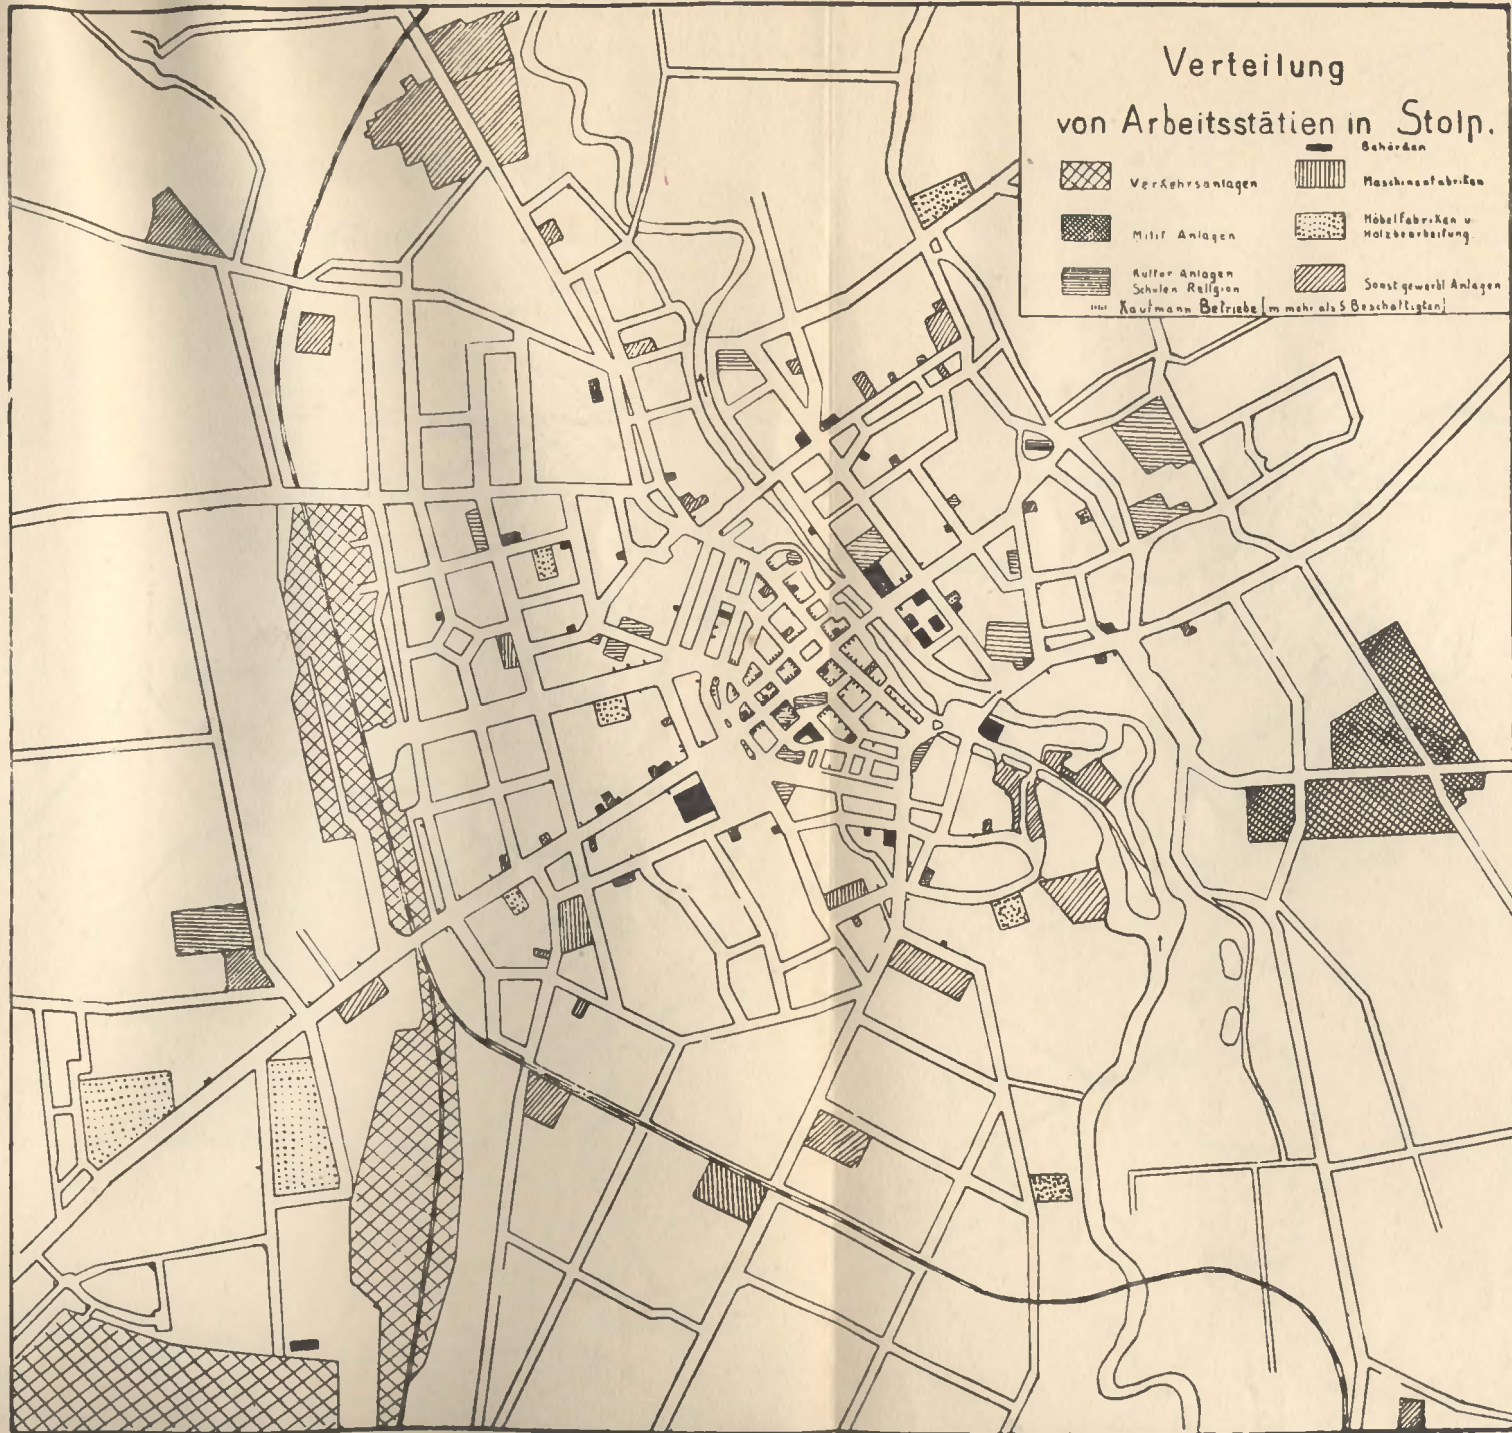 Verteilung
von Arbeitsstätien in Stolp.
Behörden
Verkehrsanlagen
Maschinenfabriken
Milit Anlagen
Möbelfabriken u
Holzbearbeitung
Kultur Anlagen
Schulen Religion
Sonst gewerbl Anlagen
Kaufmann Betriebe [m mehr als 5 Beschäftigten]